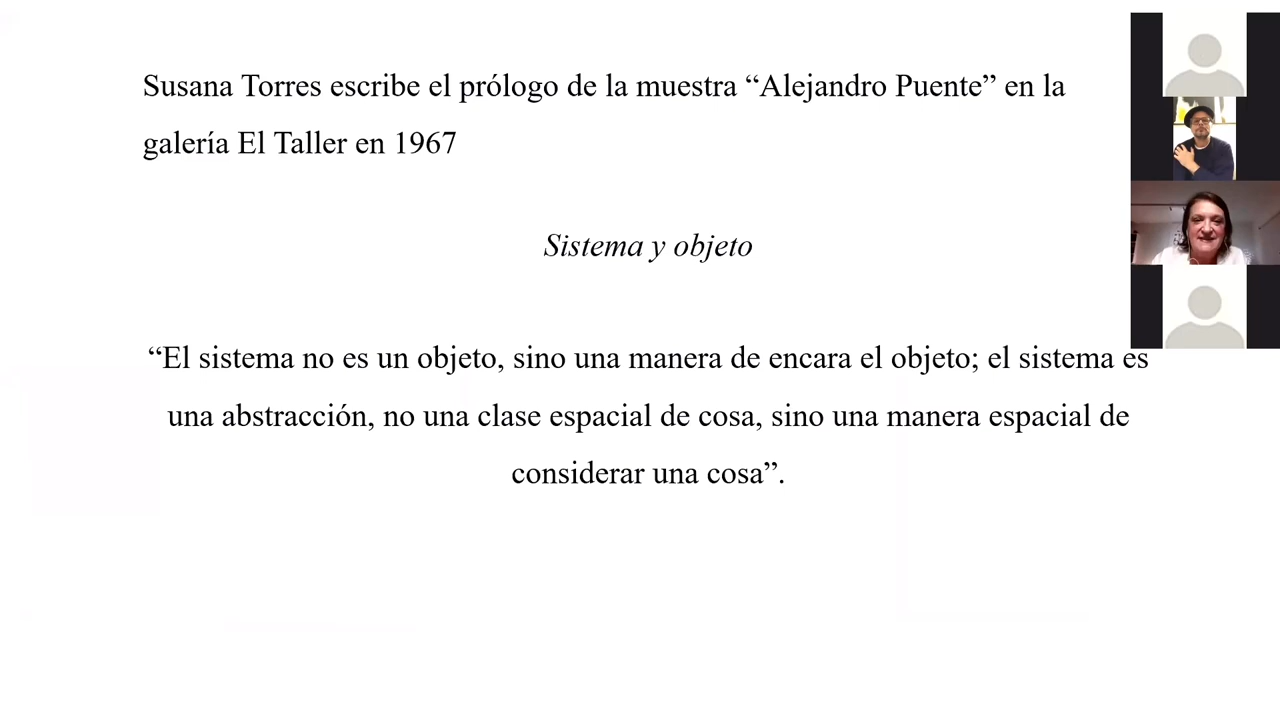 Susana Torres escribe el prólogo de la muestra “Alejandro Puente” en la
galería El Taller en 1967
Sistema y objeto
“El sistema no es un objeto, sino una manera de encara el objeto; el sistema es
una abstracción, no una clase espacial de cosa, sino una manera espacial de
considerar una cosa”.